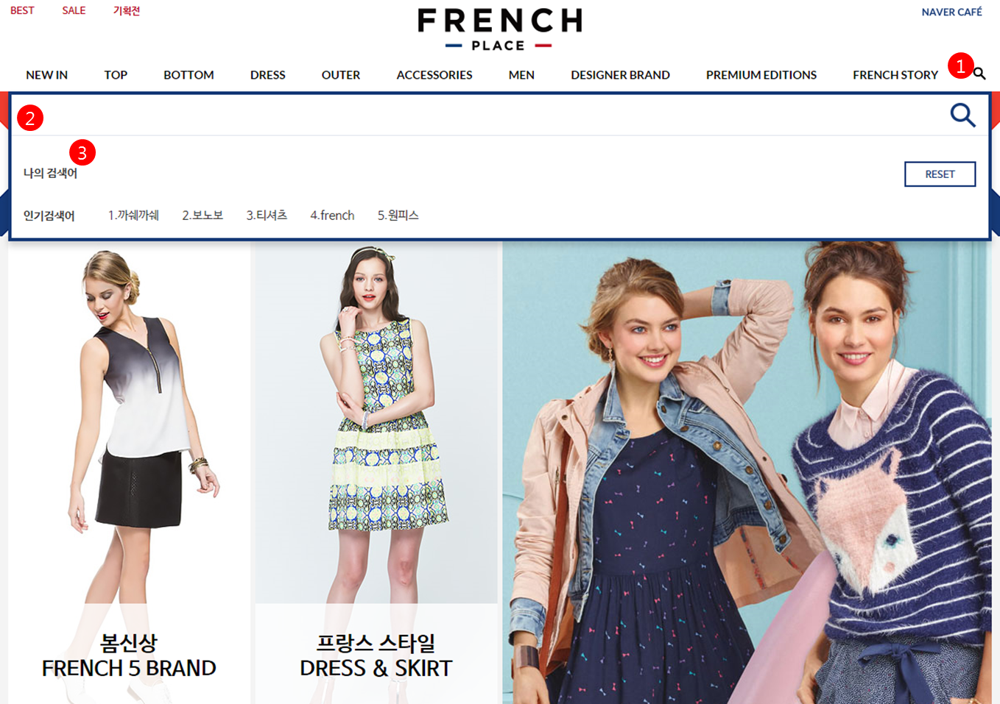 BEST SALE 기획전
FRENCH
PLACE
NAVER CAFÉ
NEW IN TOP BOTTOM DRESS OUTER ACCESSORIES MEN DESIGNER BRAND PREMIUM EDITIONS FRENCH STORY 1
2
3
나의 검색어 RESET
인기검색어 1.까쉐까쉐 2.보노보 3.티셔츠 4.french 5.원피스
봄신상
FRENCH 5 BRAND
프랑스 스타일
DRESS & SKIRT